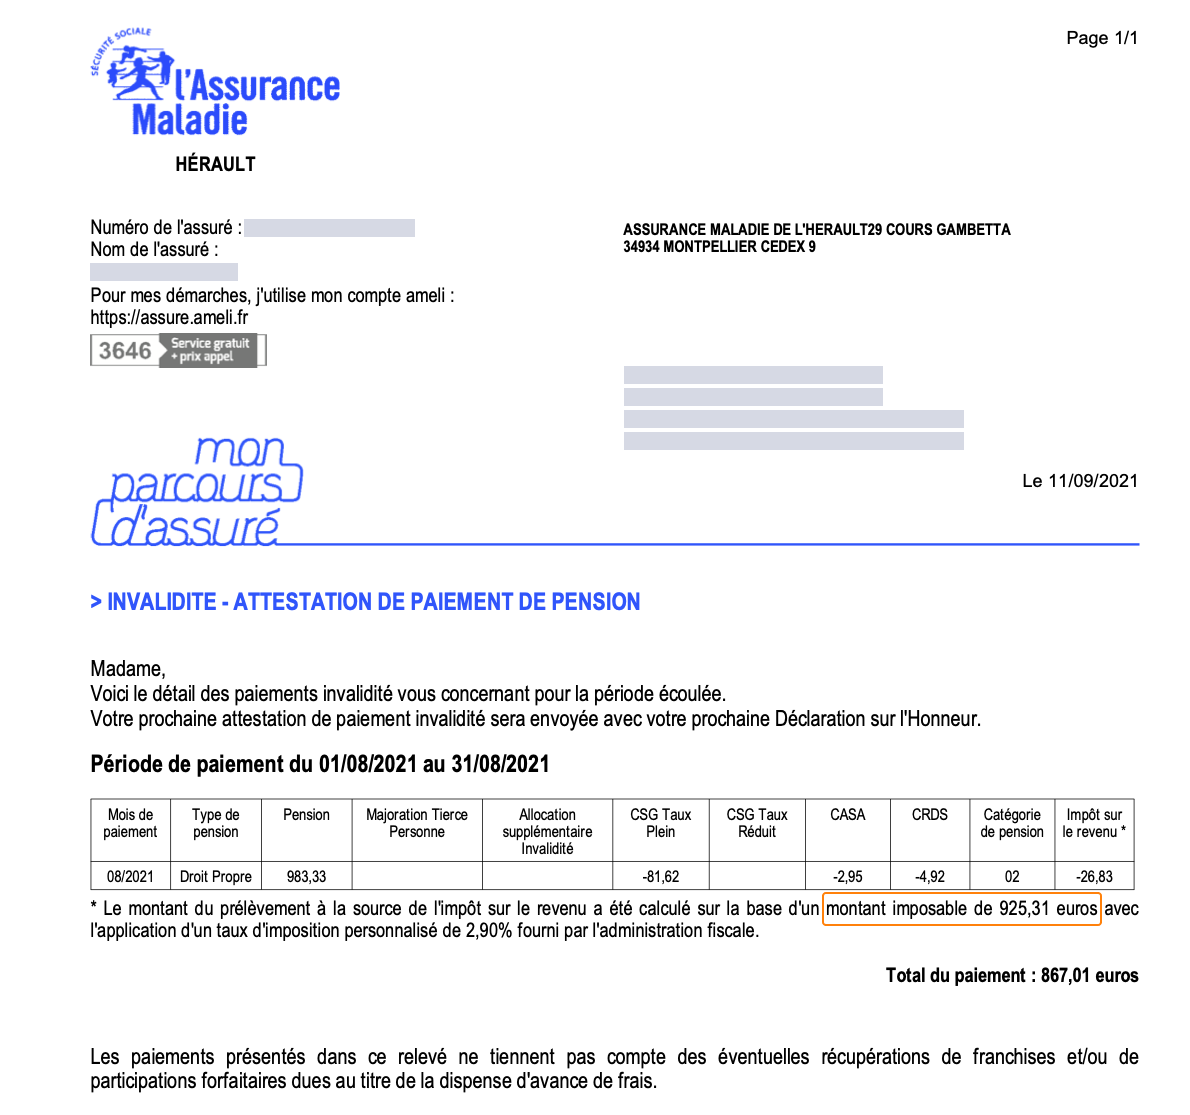 Page 1/1
SÉCURITÉ SOCIALE
l'Assurance
Maladie
HÉRAULT
Numéro de l'assuré :
Nom de l'assuré :
Pour mes démarches, j'utilise mon compte ameli :
https://assure.ameli.fr
3646 Service gratuit
+ prix appel
ASSURANCE MALADIE DE L'HERAULT29 COURS GAMBETTA
34934 MONTPELLIER CEDEX 9
mon
parcours
d'assuré
Le 11/09/2021
> INVALIDITE - ATTESTATION DE PAIEMENT DE PENSION
Madame,
Voici le détail des paiements invalidité vous concernant pour la période écoulée.
Votre prochaine attestation de paiement invalidité sera envoyée avec votre prochaine Déclaration sur l'Honneur.
Période de paiement du 01/08/2021 au 31/08/2021
Mois de paiement Type de pension Pension Majoration Tierce Personne Allocation supplémentaire Invalidité CSG Taux Plein CSG Taux Réduit CASA CRDS Catégorie de pension Impôt sur le revenu *
08/2021 Droit Propre 983,33 -81,62 -2,95 -4,92 02 -26,83
* Le montant du prélèvement à la source de l'impôt sur le revenu a été calculé sur la base d'un montant imposable de 925,31 euros avec
l'application d'un taux d'imposition personnalisé de 2,90% fourni par l'administration fiscale.
Total du paiement : 867,01 euros
Les paiements présentés dans ce relevé ne tiennent pas compte des éventuelles récupérations de franchises et/ou de
participations forfaitaires dues au titre de la dispense d'avance de frais.